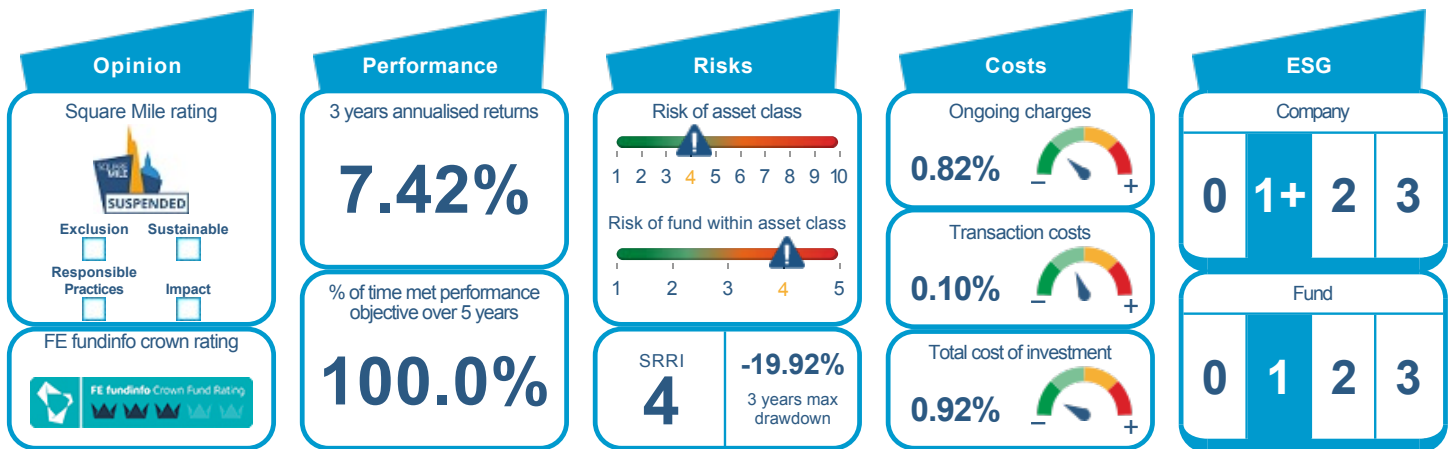 Opinion
Square Mile rating
SQUARE
MILE
SUSPENDED
Exclusion Sustainable
Responsible
Practices Impact
FE fundinfo crown rating
FE fundinfo Crown Fund Rating
Performance
3 years annualised returns
7.42%
% of time met performance
objective over 5 years
100.0%
Risks
Risk of asset class
1 2 3 4 5 6 7 8 9 10
Risk of fund within asset class
1 2 3 4 5
SRRI
4
-19.92%
3 years max
drawdown
Costs
Ongoing charges
0.82%
− +
Transaction costs
0.10%
− +
Total cost of investment
0.92%
− +
ESG
Company
0 1+ 2 3
Fund
0 1 2 3